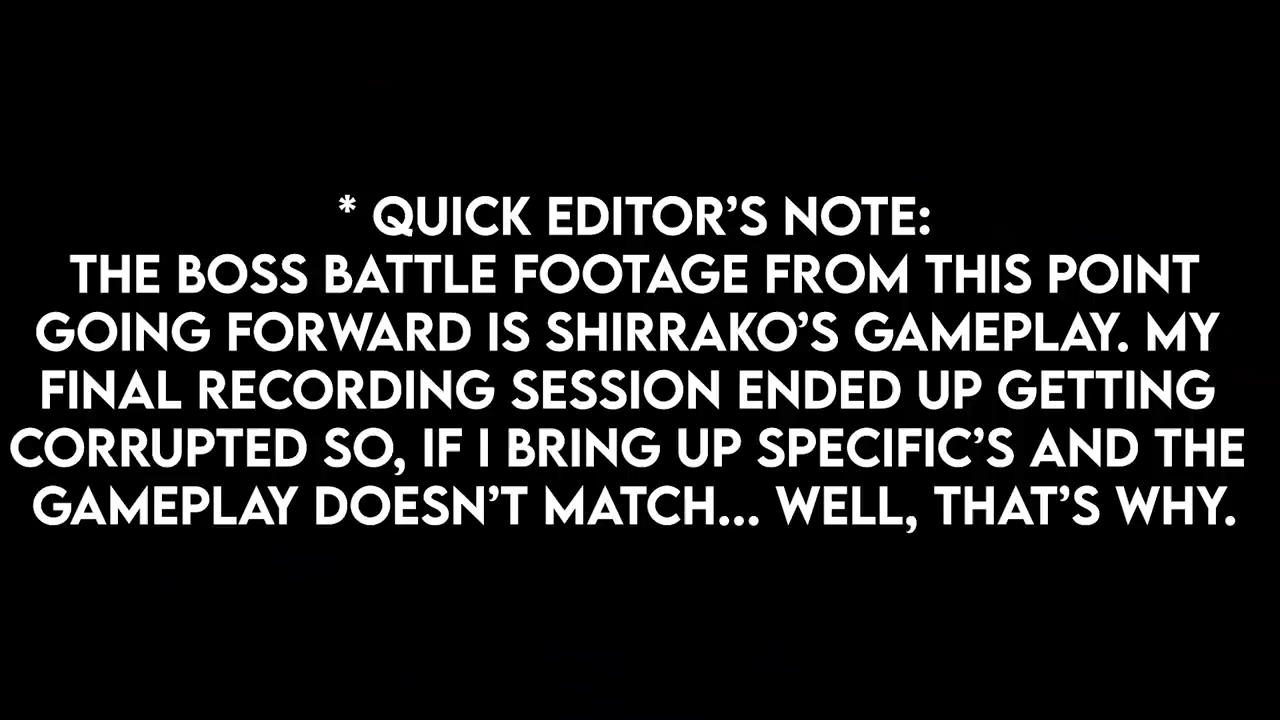 * QUICK EDITOR'S NOTE:
THE BOSS BATTLE FOOTAGE FROM THIS POINT
GOING FORWARD IS SHIRRAKO'S GAMEPLAY. MY
FINAL RECORDING SESSION ENDED UP GETTING
CORRUPTED SO, IF I BRING UP SPECIFIC'S AND THE
GAMEPLAY DOESN'T MATCH... WELL, THAT'S WHY.